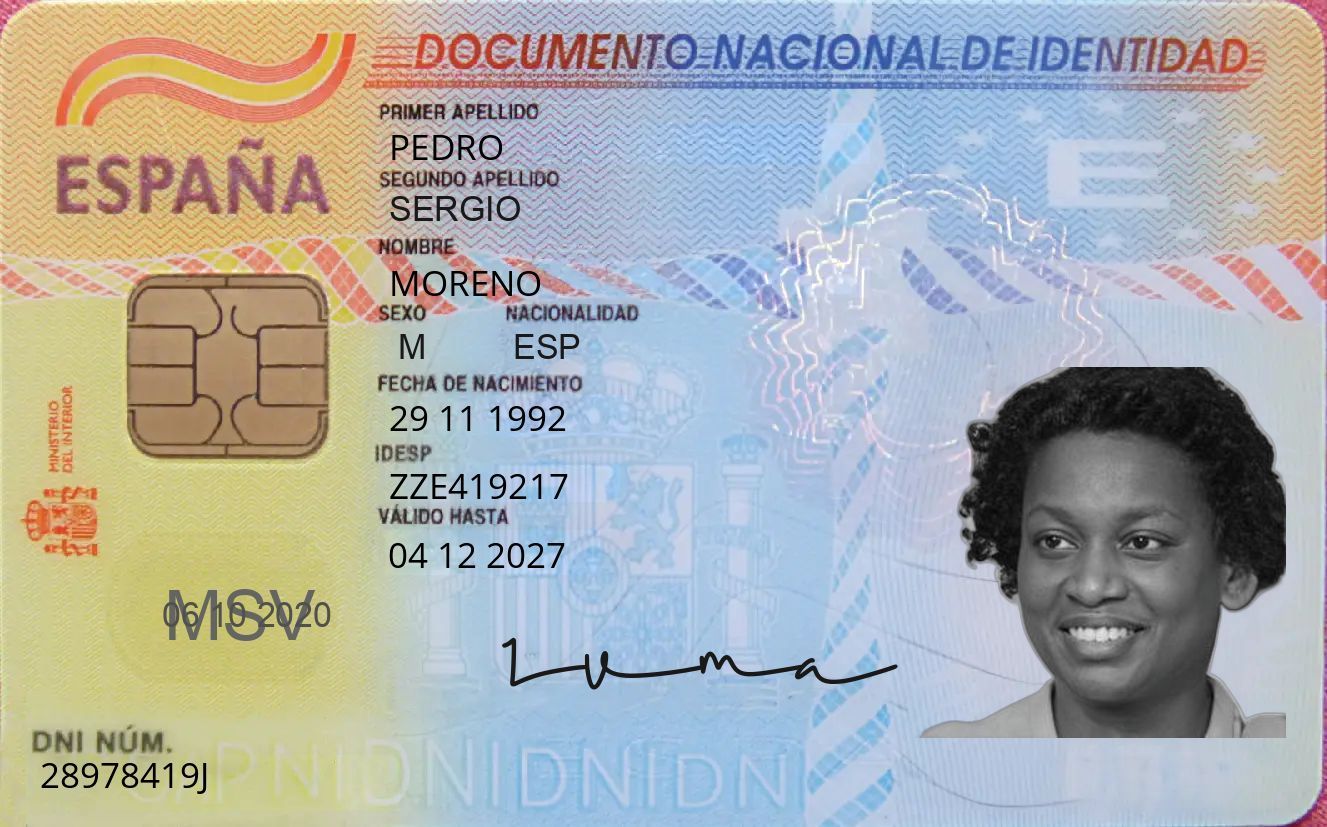 DOCUMENTO NACIONAL DE IDENTIDAD
ESPAÑA
PRIMER APELLIDO
PEDRO
SEGUNDO APELLIDO
SERGIO
NOMBRE
MORENO
SEXO NACIONALIDAD
M ESP
FECHA DE NACIMIENTO
29 11 1992
IDESP
ZZE419217
VÁLIDO HASTA
04 12 2027
MINISTERIO
DEL INTERIOR
E
MSV
06 10 2020
Luma
DNI NÚM.
28978419J
DNIDNIDNIDN